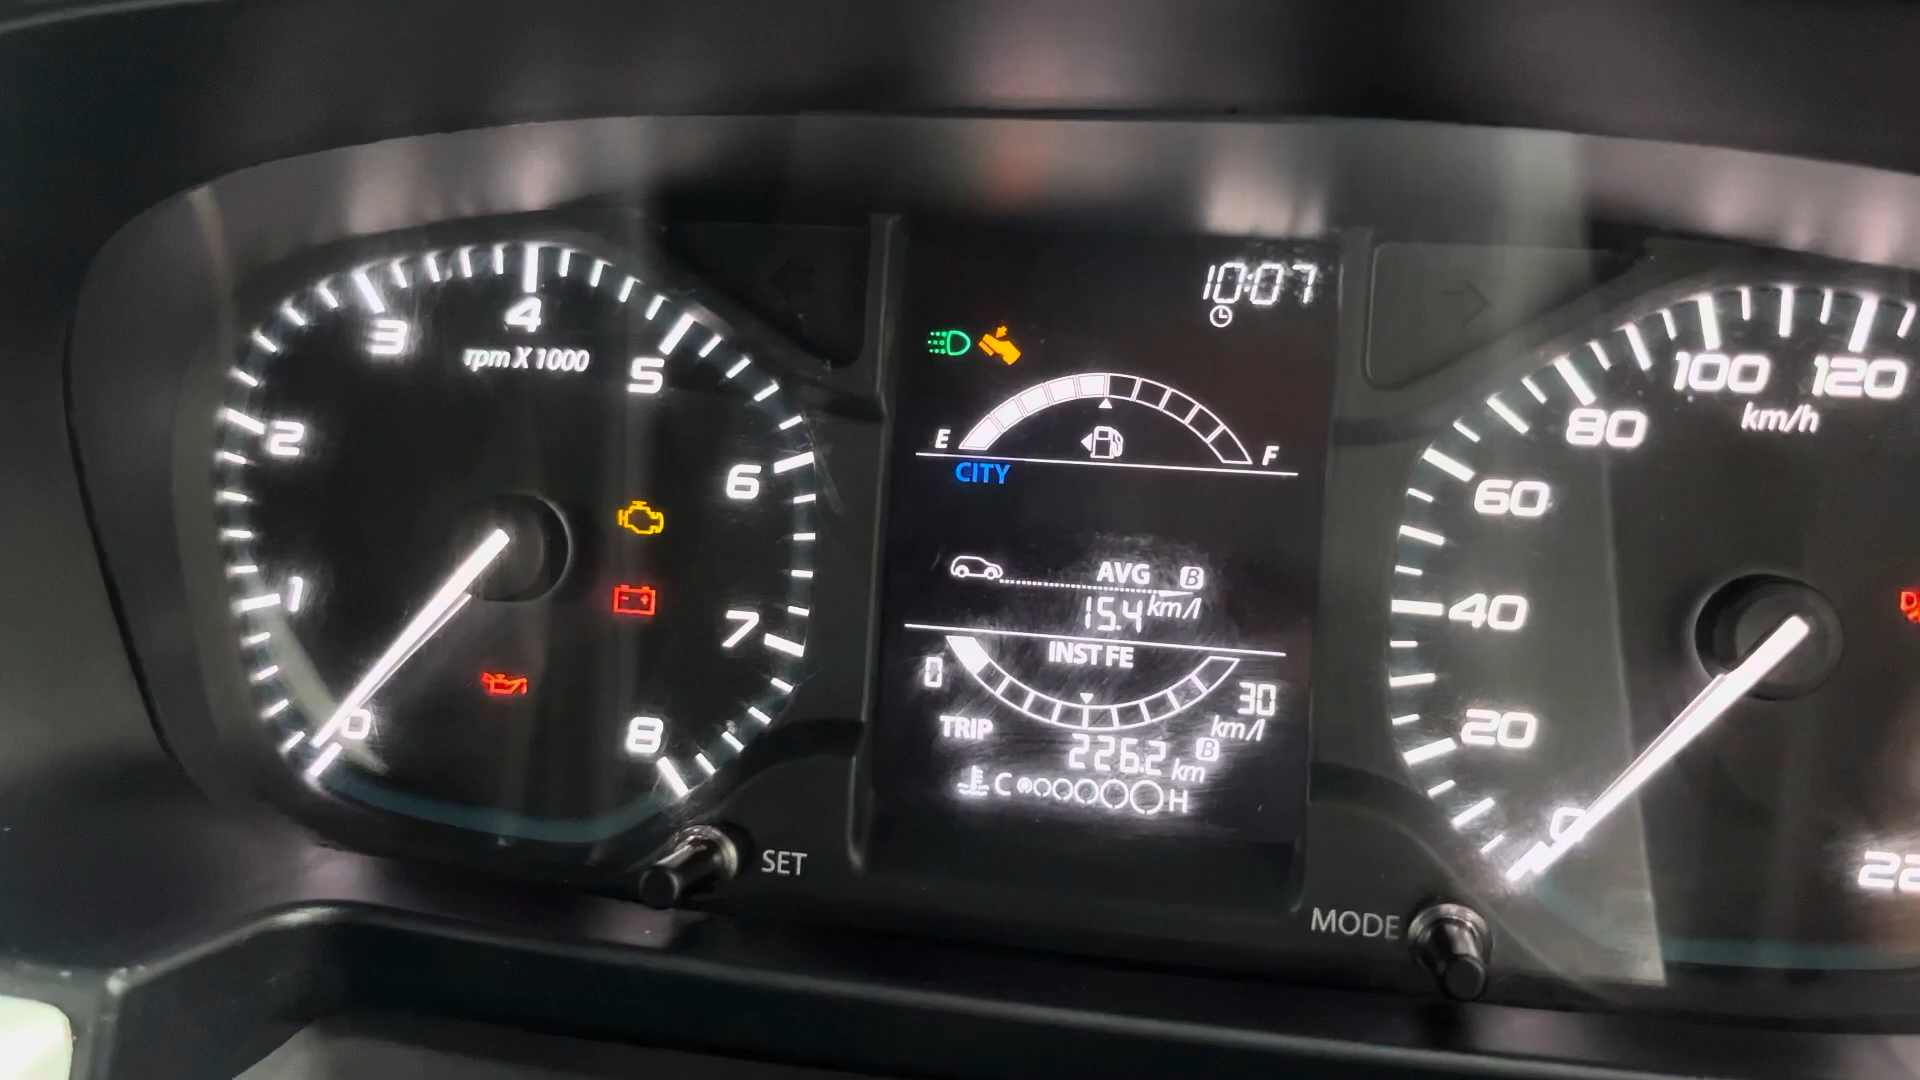 10:07
4
3
rpm X 1000
5
2
6
1
7
0
8
SET
E
F
CITY
AVG B
15.4 km/l
INST FE
0
30
km/l
TRIP
226.2 B km
C H
100
120
km/h
80
60
40
20
0
22
MODE